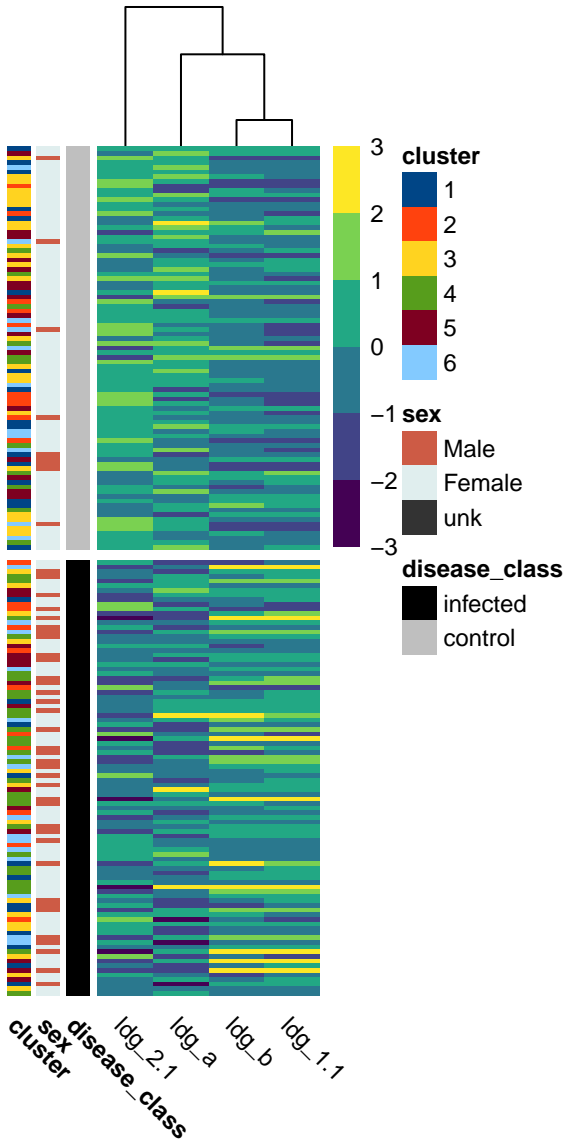 3
2
1
0
−1
−2
−3
cluster
1
2
3
4
5
6
sex
Male
Female
unk
disease_class
infected
control
cluster
sex
disease_class
ldg_2.1
ldg_a
ldg_b
ldg_1.1